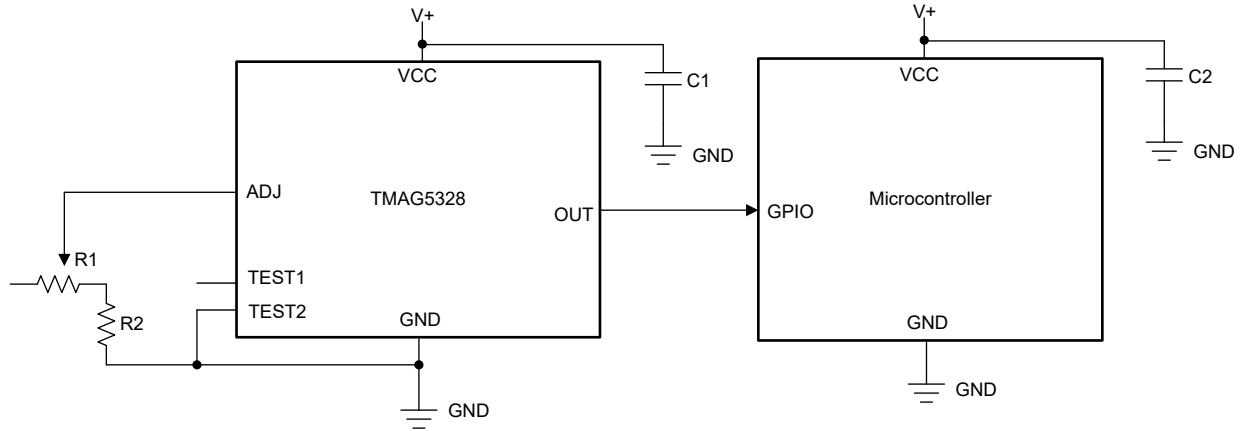 V+
V+
VCC
C1
GND
VCC
C2
GND
ADJ
TMAG5328
OUT
GPIO
Microcontroller
R1
TEST1
TEST2
R2
GND
GND
GND
GND